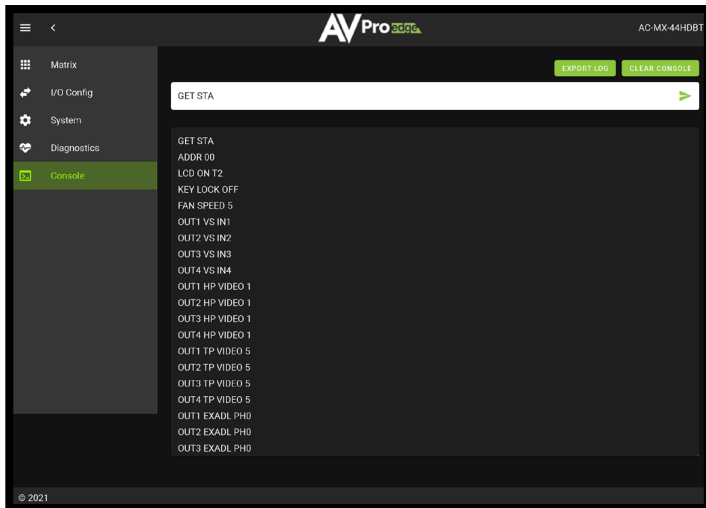 AVPro edge
AC-MX-44HDBT
Matrix
I/O Config
System
Diagnostics
Console
EXPORT LOG
CLEAR CONSOLE
GET STA
GET STA
ADDR 00
LCD ON T2
KEY LOCK OFF
FAN SPEED 5
OUT1 VS IN1
OUT2 VS IN2
OUT3 VS IN3
OUT4 VS IN4
OUT1 HP VIDEO 1
OUT2 HP VIDEO 1
OUT3 HP VIDEO 1
OUT4 HP VIDEO 1
OUT1 TP VIDEO 5
OUT2 TP VIDEO 5
OUT3 TP VIDEO 5
OUT4 TP VIDEO 5
OUT1 EXADL PH0
OUT2 EXADL PH0
OUT3 EXADL PH0
© 2021